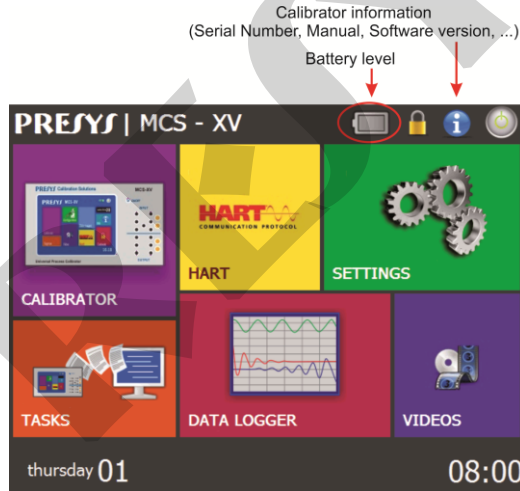 Calibrator information
(Serial Number, Manual, Software version, ...)
Battery level
PRESYS | MCS - XV
PRESYS Calibration Solutions
MCS-XV
HART
COMMUNICATION PROTOCOL
HART
SETTINGS
CALIBRATOR
TASKS
DATA LOGGER
VIDEOS
thursday 01
08:00